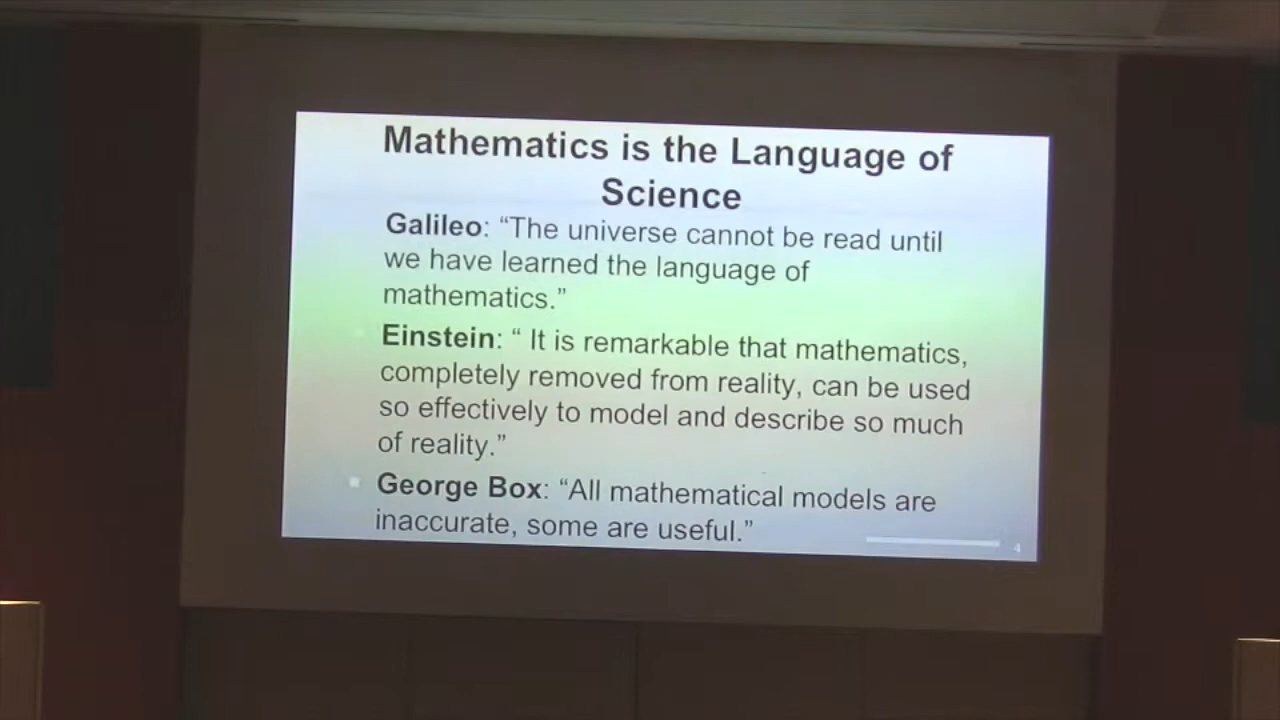 Mathematics is the Language of
Science
Galileo: “The universe cannot be read until
we have learned the language of
mathematics.”
Einstein: “ It is remarkable that mathematics,
completely removed from reality, can be used
so effectively to model and describe so much
of reality.”
George Box: “All mathematical models are
inaccurate, some are useful.”
4